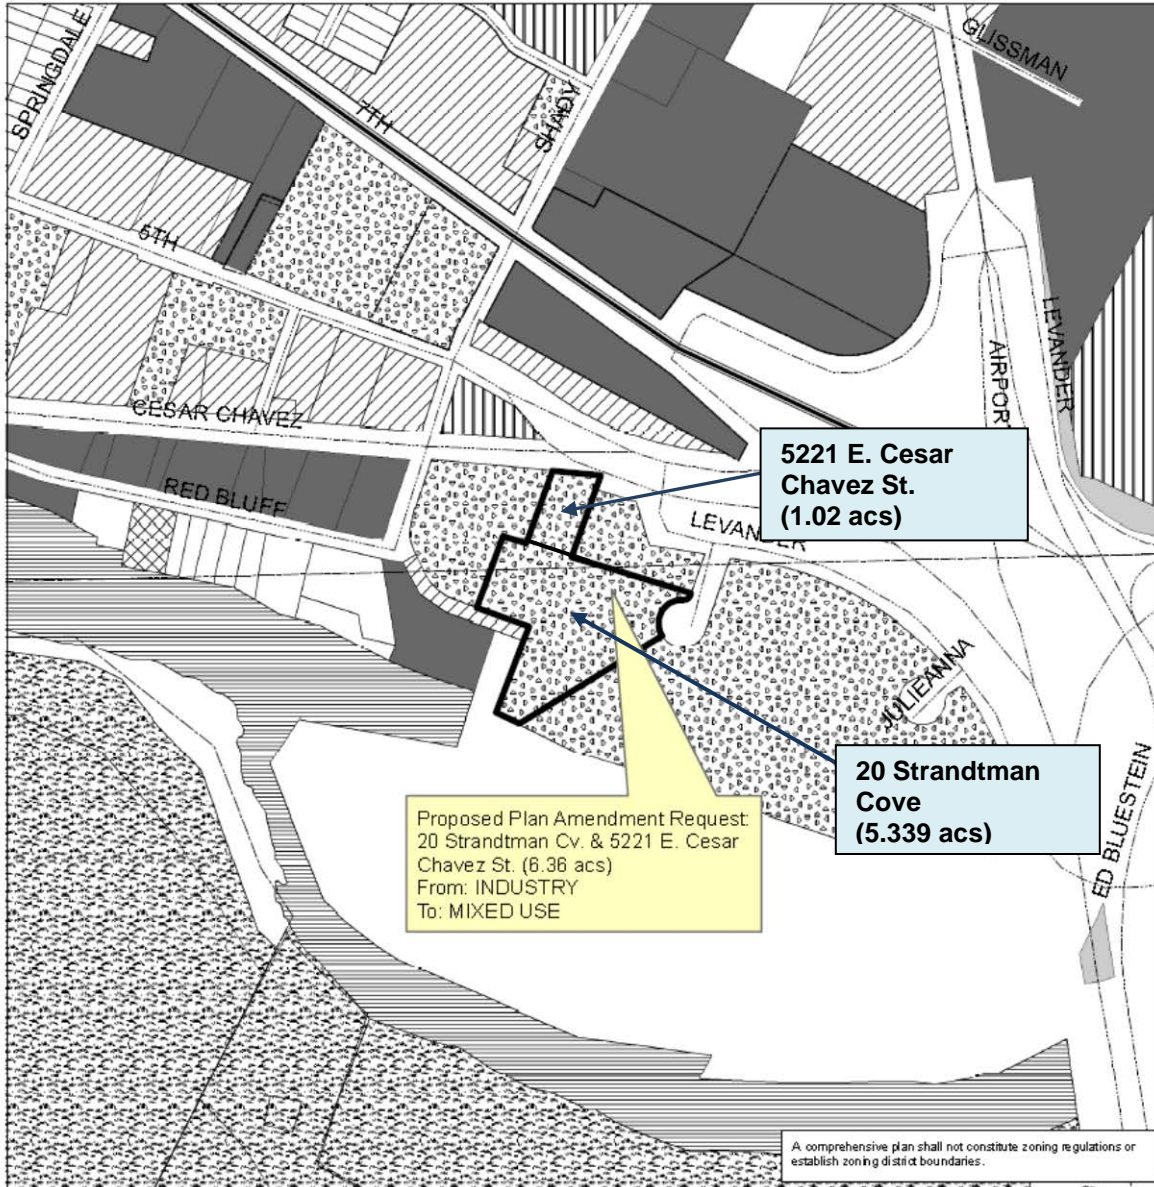 GLISSMAN
SPRINGDALE
7TH
SHADY
5TH
LEVANDER
AIRPORT
CESAR CHAVEZ
5221 E. Cesar
Chavez St.
(1.02 acs)
RED BLUFF
LEVANDER
JULIEANNA
20 Strandtman
Cove
(5.339 acs)
ED BLUESTEIN
Proposed Plan Amendment Request:
20 Strandtman Cv. & 5221 E. Cesar
Chavez St. (6.36 acs)
From: INDUSTRY
To: MIXED USE
A comprehensive plan shall not constitute zoning regulations or
establish zoning district boundaries.